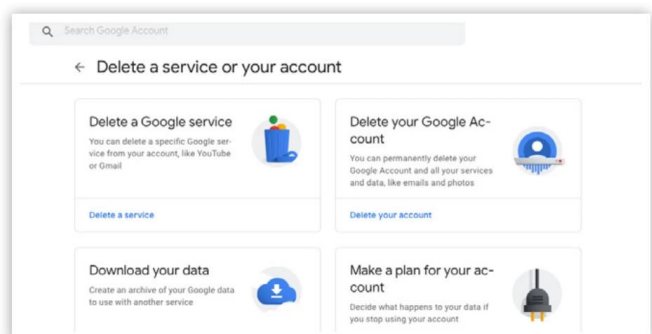 Search Google Account
Delete a service or your account
Delete a Google service
You can delete a specific Google ser-
vice from your account, like YouTube
or Gmail
Delete a service
Delete your Google Ac-
count
You can permanently delete your
Google Account and all your services
and data, like emails and photos
Delete your account
Download your data
Create an archive of your Google data
to use with another service
Make a plan for your ac-
count
Decide what happens to your data if
you stop using your account